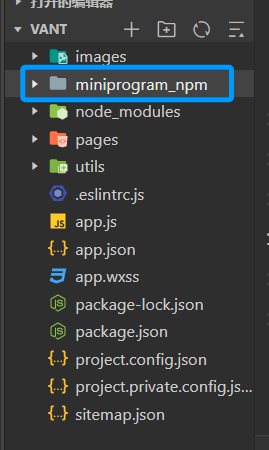 打开的编辑器
VANT
images
miniprogram_npm
node_modules
pages
utils
.eslintrc.js
JS app.js
{..} app.json
app.wxss
package-lock.json
package.json
{..} project.config.json
{..} project.private.config.js...
{..} sitemap.json